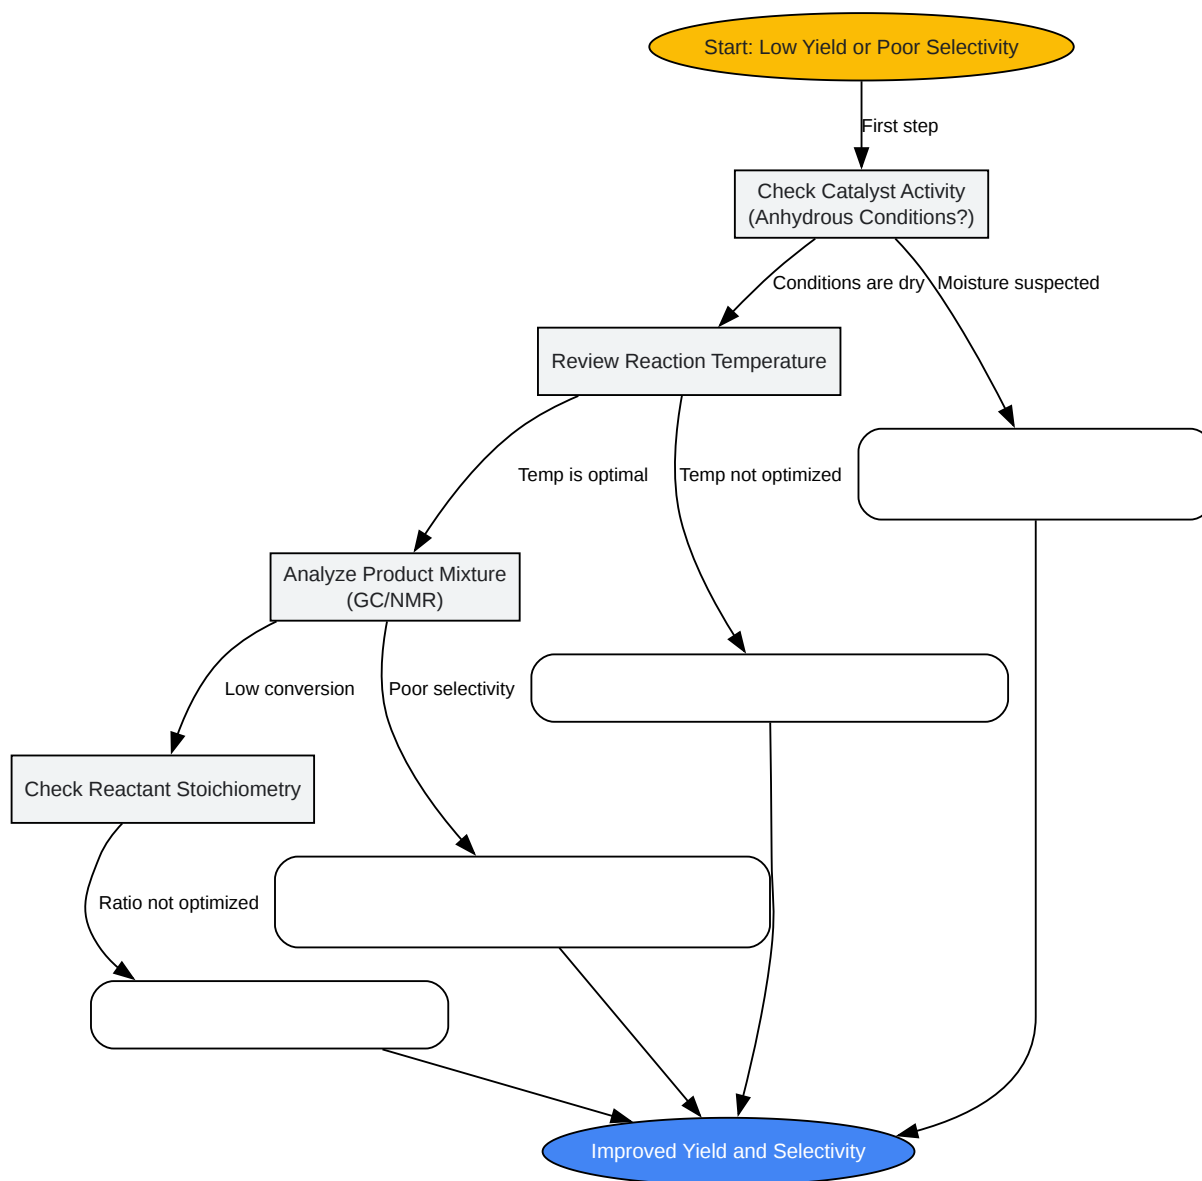 Start: Low Yield or Poor Selectivity
First step
Check Catalyst Activity
(Anhydrous Conditions?)
Conditions are dry
Moisture suspected
Review Reaction Temperature
Temp is optimal
Temp not optimized
Analyze Product Mixture
(GC/NMR)
Low conversion
Poor selectivity
Check Reactant Stoichiometry
Ratio not optimized
Improved Yield and Selectivity